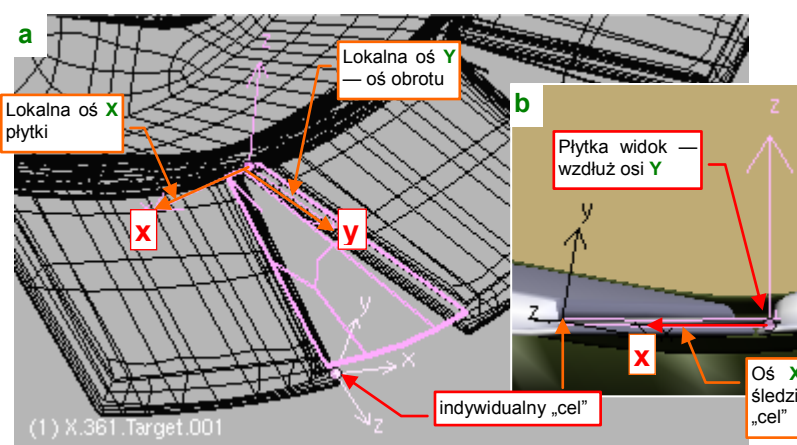 a
z
Lokalna oś Y
— oś obrotu
Lokalna oś X
płytki
x
y
y
x
z
indywidualny „cel”
(1) X.361.Target.001
b
z
Płytka widok —
wzdłuż osi Y
y
z
x
Oś X
śledzi
„cel”